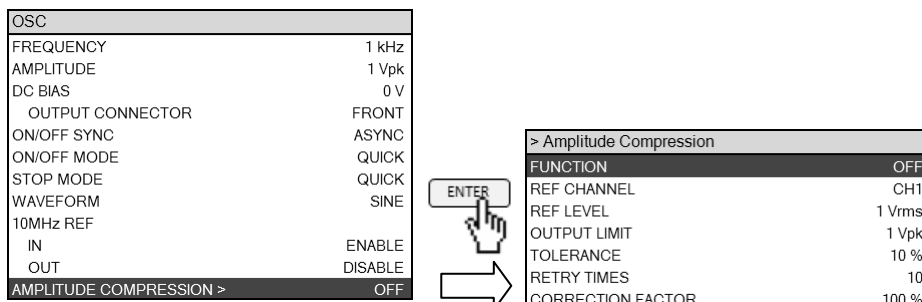 OSC
FREQUENCY 1 kHz
AMPLITUDE 1 Vpk
DC BIAS 0 V
OUTPUT CONNECTOR FRONT
ON/OFF SYNC ASYNC
ON/OFF MODE QUICK
STOP MODE QUICK
WAVEFORM SINE
10MHz REF
IN ENABLE
OUT DISABLE
AMPLITUDE COMPRESSION > OFF
ENTER
> Amplitude Compression
FUNCTION OFF
REF CHANNEL CH1
REF LEVEL 1 Vrms
OUTPUT LIMIT 1 Vpk
TOLERANCE 10 %
RETRY TIMES 10
CORRECTION FACTOR 100 %